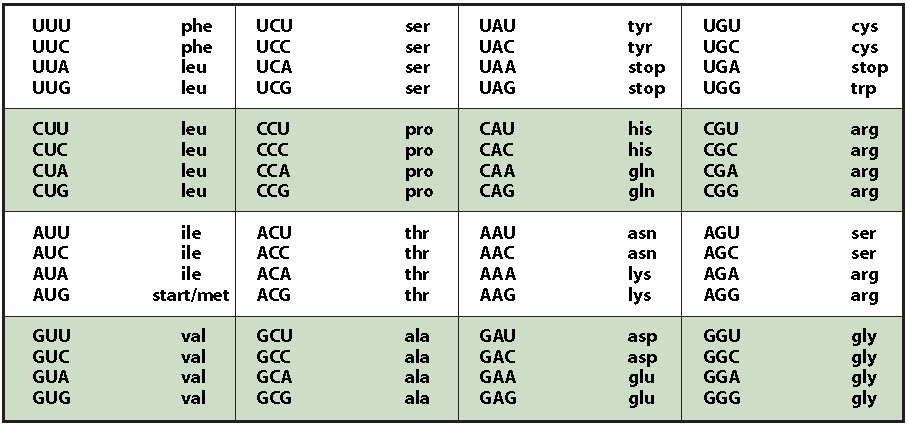 UUU phe UCU ser UAU tyr UGU cys
UUC phe UCC ser UAC tyr UGC cys
UUA leu UCA ser UAA stop UGA stop
UUG leu UCG ser UAG stop UGG trp
CUU leu CCU pro CAU his CGU arg
CUC leu CCC pro CAC his CGC arg
CUA leu CCA pro CAA gln CGA arg
CUG leu CCG pro CAG gln CGG arg
AUU ile ACU thr AAU asn AGU ser
AUC ile ACC thr AAC asn AGC ser
AUA ile ACA thr AAA lys AGA arg
AUG start/met ACG thr AAG lys AGG arg
GUU val GCU ala GAU asp GGU gly
GUC val GCC ala GAC asp GGC gly
GUA val GCA ala GAA glu GGA gly
GUG val GCG ala GAG glu GGG gly